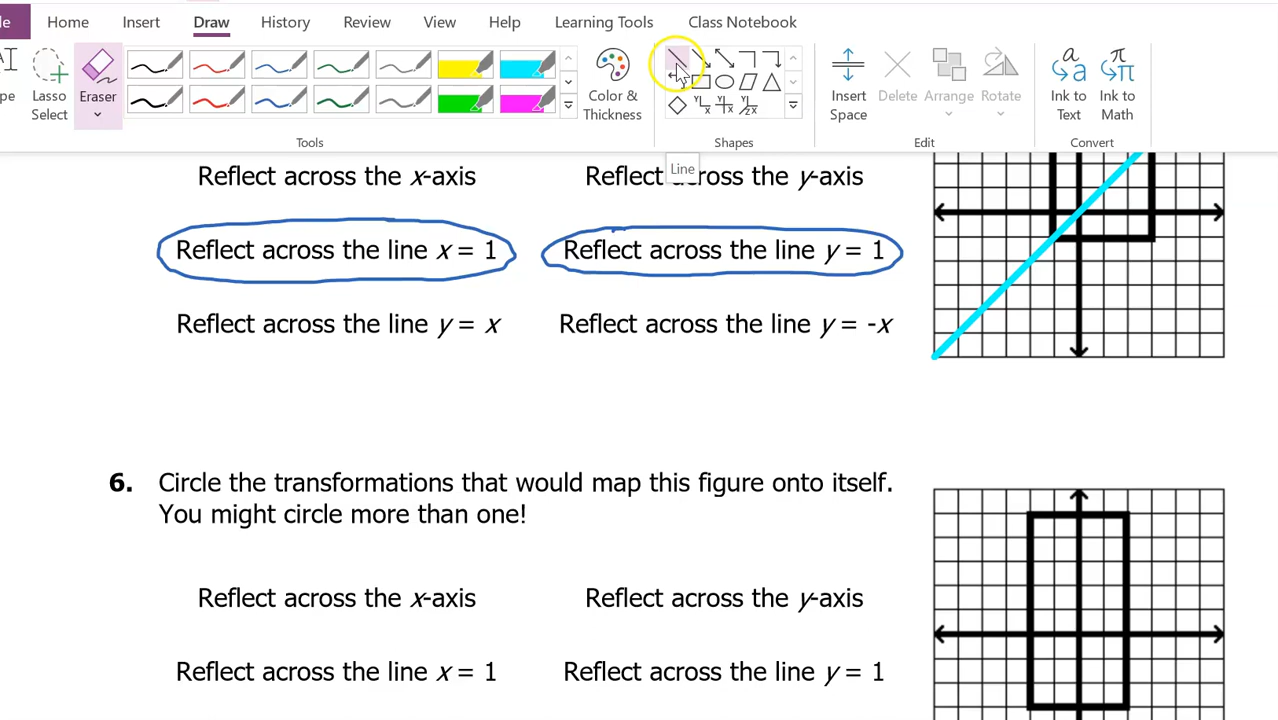 Home Insert Draw History Review View Help Learning Tools Class Notebook
Lasso Select
Eraser
Color & Thickness
Insert Space
Delete
Arrange
Rotate
Ink to Text
Ink to Math
Tools Shapes Edit Convert
Line
Reflect across the x-axis Reflect across the y-axis
Reflect across the line x = 1 Reflect across the line y = 1
Reflect across the line y = x Reflect across the line y = -x
6. Circle the transformations that would map this figure onto itself.
You might circle more than one!
Reflect across the x-axis Reflect across the y-axis
Reflect across the line x = 1 Reflect across the line y = 1